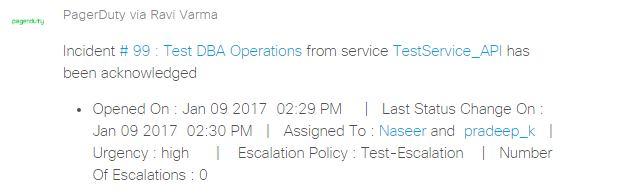 pagerduty
PagerDuty via Ravi Varma
Incident # 99 : Test DBA Operations from service TestService_API has
been acknowledged
• Opened On : Jan 09 2017 02:29 PM | Last Status Change On :
Jan 09 2017 02:30 PM | Assigned To : Naseer and pradeep_k |
Urgency : high | Escalation Policy : Test-Escalation | Number
Of Escalations : 0